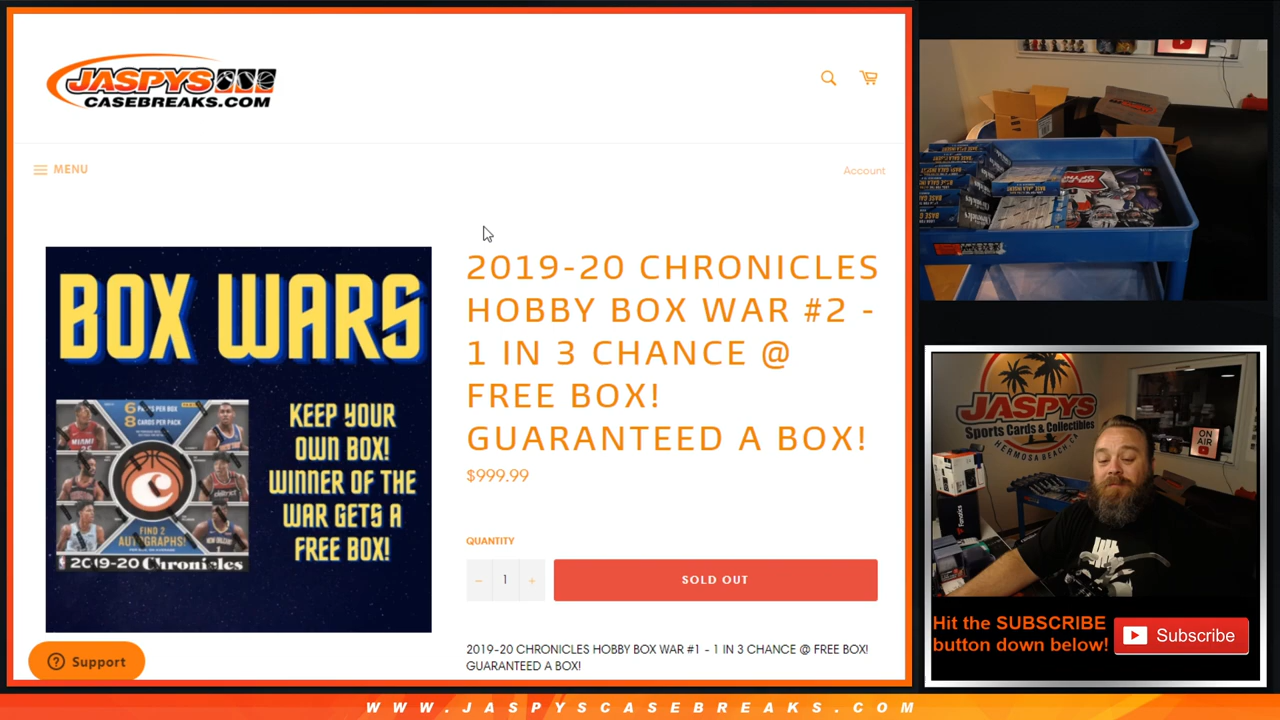 JASPYS
CASEBREAKS.COM
MENU
Account
BOX WARS
6 PACKS PER BOX
8 CARDS PER PACK
MIAMI
FIND 2
AUTOGRAPHS!
2019-20 Chronicles
KEEP YOUR
OWN BOX!
WINNER OF THE
WAR GETS A
FREE BOX!
2019-20 CHRONICLES
HOBBY BOX WAR #2 -
1 IN 3 CHANCE @
FREE BOX!
GUARANTEED A BOX!
$999.99
QUANTITY
− 1 +
SOLD OUT
2019-20 CHRONICLES HOBBY BOX WAR #1 - 1 IN 3 CHANCE @ FREE BOX!
GUARANTEED A BOX!
Support
JASPYS
Sports Cards & Collectibles
HERMOSA BEACH, CA
ON
AIR
Fanatics
Hit the SUBSCRIBE
button down below!
Subscribe
WWW.JASPYSCASEBREAKS.COM